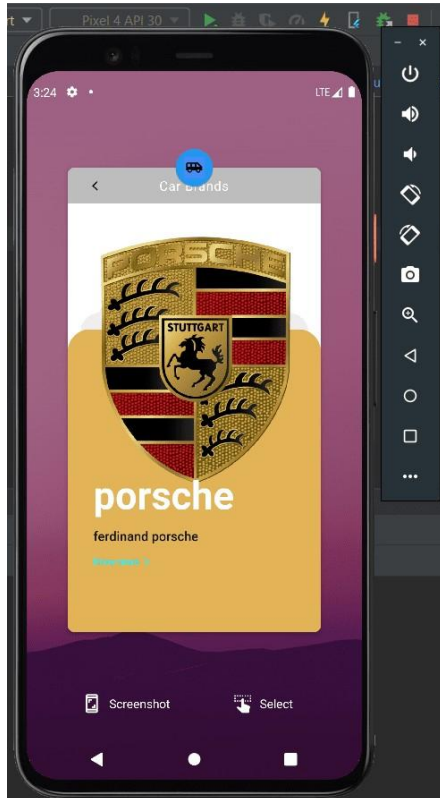 Pixel 4 API 30
3:24
LTE
Car Brands
PORSCHE
STUTTGART
porsche
ferdinand porsche
Screenshot
Select